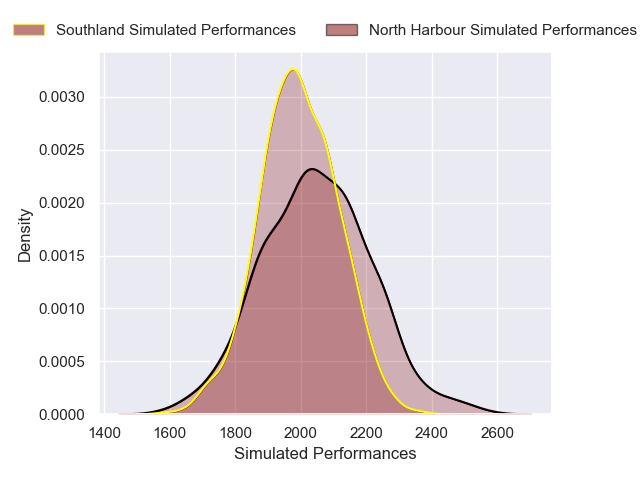 Southland Simulated Performances North Harbour Simulated Performances
0.0030
0.0025
0.0020
0.0015
0.0010
0.0005
0.0000
Density
1400 1600 1800 2000 2200 2400 2600
Simulated Performances